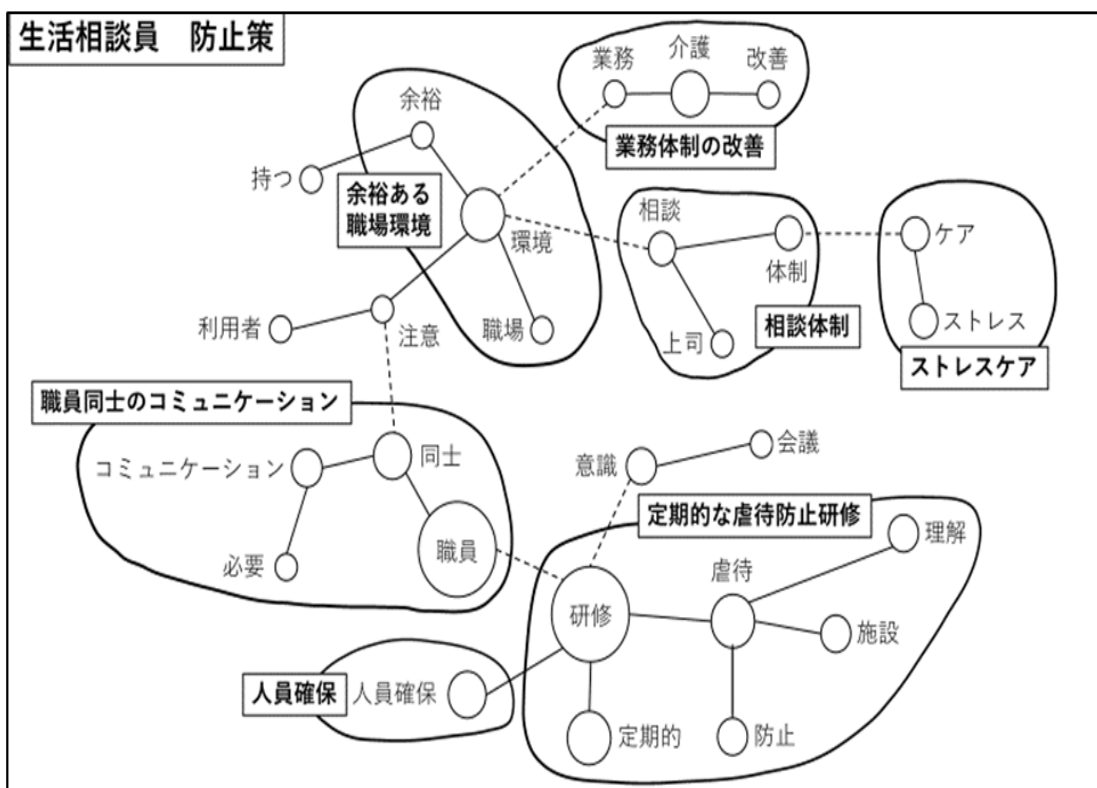 生活相談員　防止策
業務
介護
改善
業務体制の改善
余裕
持つ
余裕ある
職場環境
環境
相談
体制
上司
相談体制
ケア
ストレス
ストレスケア
利用者
注意
職場
職員同士のコミュニケーション
コミュニケーション
同士
必要
職員
意識
会議
定期的な虐待防止研修
理解
虐待
研修
施設
人員確保
人員確保
定期的
防止